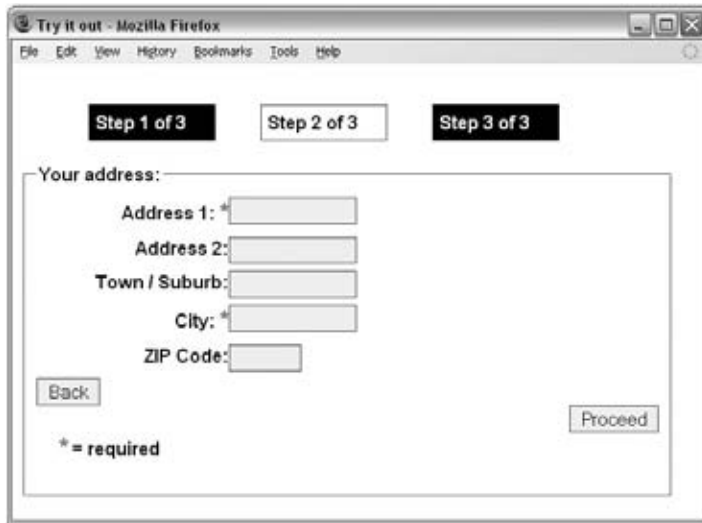 Try it out - Mozilla Firefox
File Edit View History Bookmarks Tools Help
Step 1 of 3 Step 2 of 3 Step 3 of 3
Your address:
Address 1: *
Address 2:
Town / Suburb:
City: *
ZIP Code:
Back
Proceed
* = required